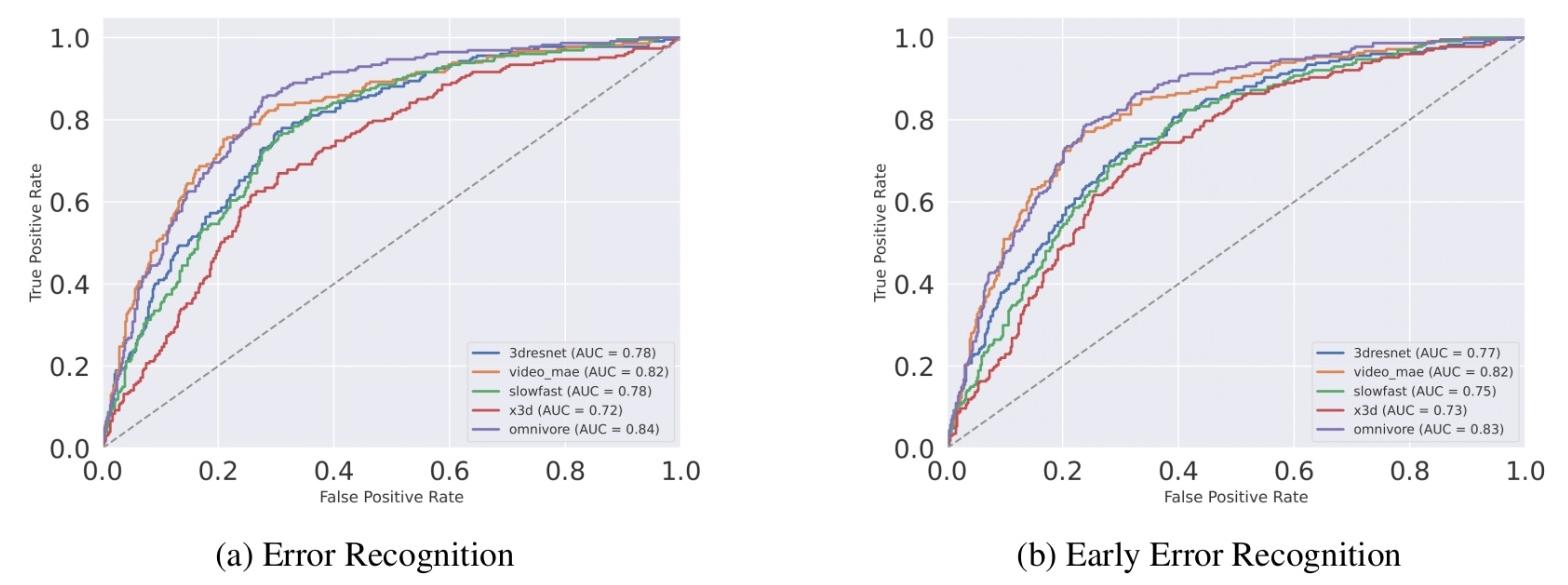 1.0
0.8
0.6
0.4
0.2
0.0
True Positive Rate
3dresnet (AUC = 0.78)
video_mae (AUC = 0.82)
slowfast (AUC = 0.78)
x3d (AUC = 0.72)
omnivore (AUC = 0.84)
0.0 0.2 0.4 0.6 0.8 1.0
False Positive Rate
(a) Error Recognition
1.0
0.8
0.6
0.4
0.2
0.0
True Positive Rate
3dresnet (AUC = 0.77)
video_mae (AUC = 0.82)
slowfast (AUC = 0.75)
x3d (AUC = 0.73)
omnivore (AUC = 0.83)
0.0 0.2 0.4 0.6 0.8 1.0
False Positive Rate
(b) Early Error Recognition